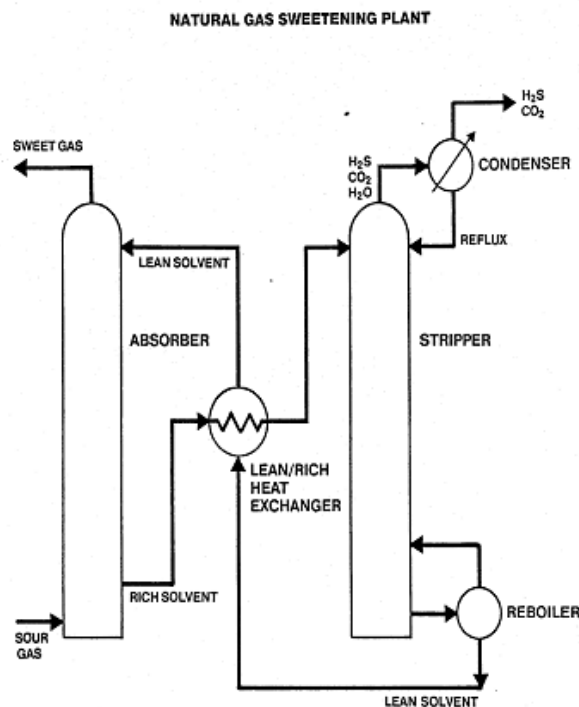 NATURAL GAS SWEETENING PLANT
H₂S
CO₂
SWEET GAS
H₂S
CO₂
H₂O
CONDENSER
REFLUX
LEAN SOLVENT
ABSORBER
STRIPPER
LEAN/RICH
HEAT
EXCHANGER
RICH SOLVENT
REBOILER
SOUR
GAS
LEAN SOLVENT